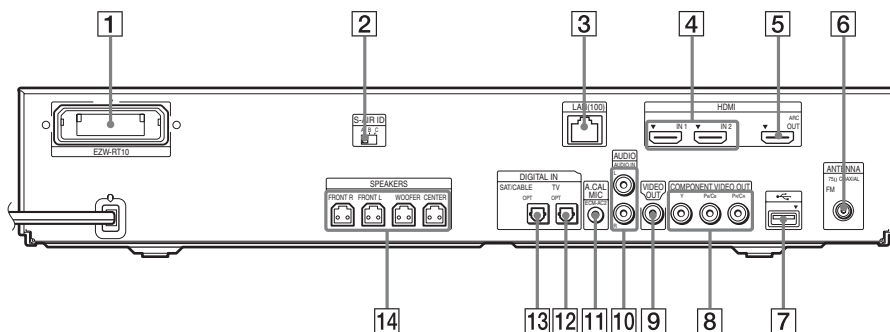 1
2
3
4
5
6
S-AIR ID
A B C
EZW-RT10
LAN(100)
HDMI
IN 1
IN 2
ARC
OUT
ANTENNA
75Ω COAXIAL
FM
SPEAKERS
FRONT R FRONT L WOOFER CENTER
DIGITAL IN
SAT/CABLE TV
OPT OPT
A.CAL
MIC
ECM-AC2
AUDIO
AUDIO IN
L
R
VIDEO
OUT
COMPONENT VIDEO OUT
Y PB/CB PR/CR
14
13
12
11
10
9
8
7